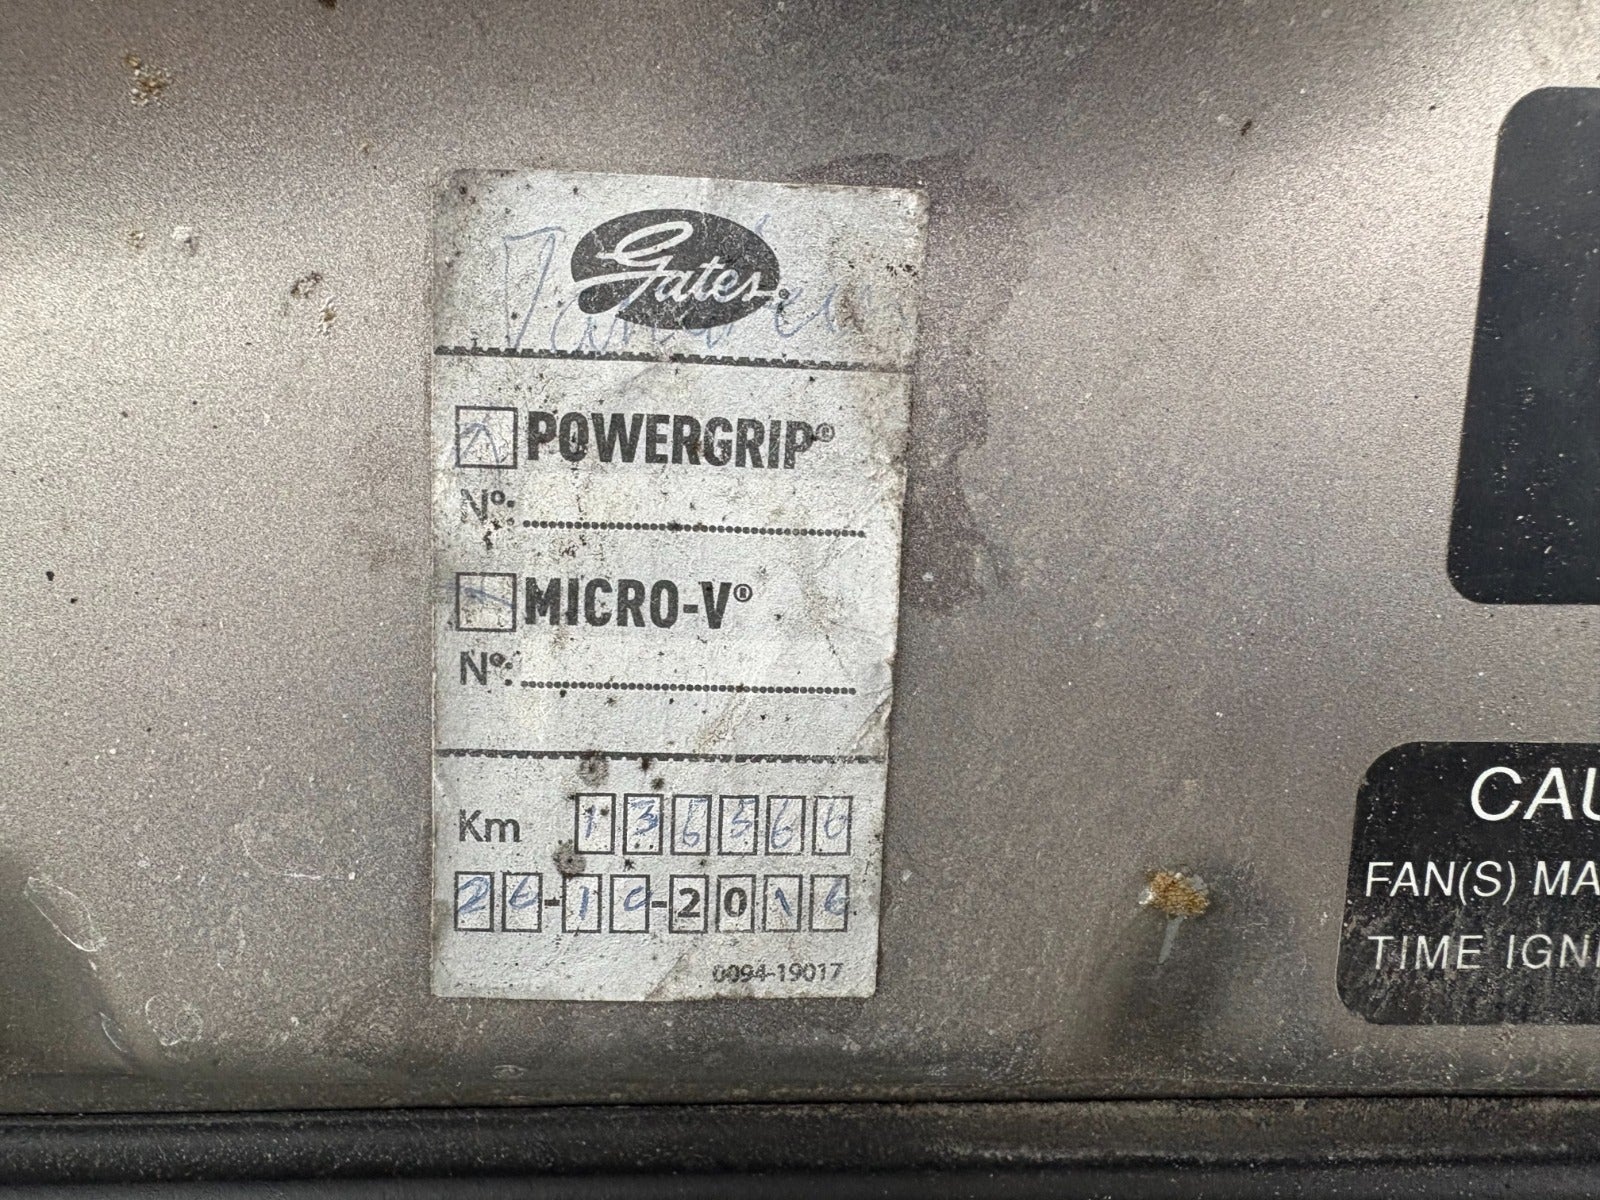 Gates
POWERGRIP®
Nº:
MICRO-V®
Nº:
Km 136566
26-10-2016
0094-19017
CAU
FAN(S) MA
TIME IGNI